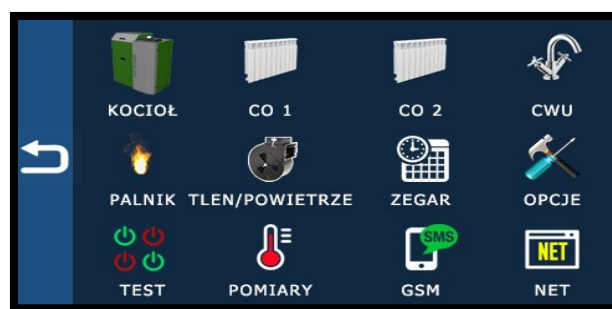 KOCIOŁ CO 1 CO 2 CWU
PALNIK TLEN/POWIETRZE ZEGAR OPCJE
SMS NET
TEST POMIARY GSM NET